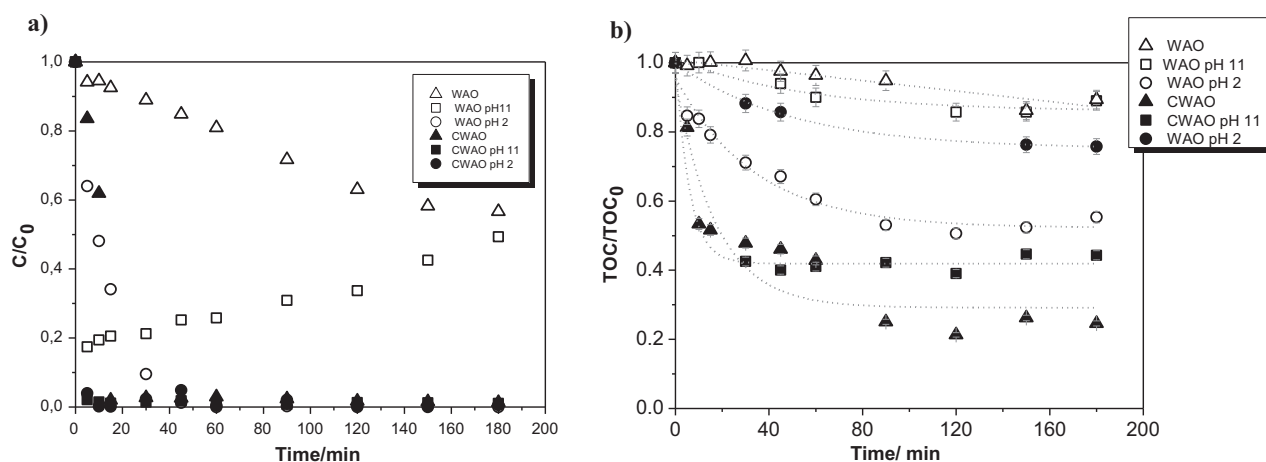 a)
1,0
0,8
0,6
0,4
0,2
0,0
C/C0
0 20 40 60 80 100 120 140 160 180 200
Time/min
WAO
WAO pH11
WAO pH 2
CWAO
CWAO pH 11
CWAO pH 2
b)
1.0
0.8
0.6
0.4
0.2
0.0
TOC/TOC0
0 40 80 120 160 200
Time/ min
WAO
WAO pH 11
WAO pH 2
CWAO
CWAO pH 11
WAO pH 2